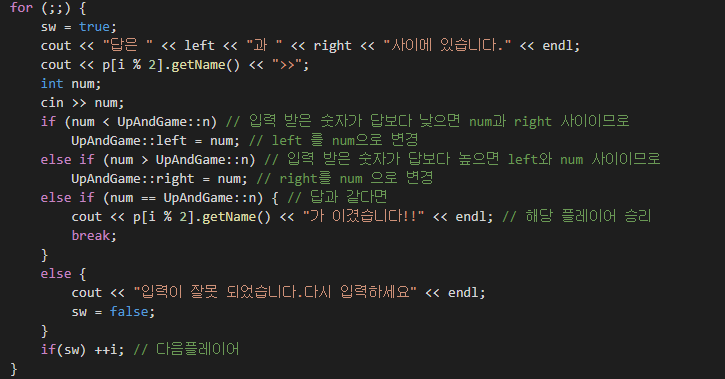 for (;;) {
sw = true;
cout << "답은 " << left << "과 " << right << "사이에 있습니다." << endl;
cout << p[i % 2].getName() << ">>";
int num;
cin >> num;
if (num < UpAndGame::n) // 입력 받은 숫자가 답보다 낮으면 num과 right 사이이므로
UpAndGame::left = num; // left 를 num으로 변경
else if (num > UpAndGame::n) // 입력 받은 숫자가 답보다 높으면 left와 num 사이므로
UpAndGame::right = num; // right를 num 으로 변경
else if (num == UpAndGame::n) { // 답과 같다면
cout << p[i % 2].getName() << "가 이겼습니다!!" << endl; // 해당 플레이어 승리
break;
}
else {
cout << "입력이 잘못 되었습니다.다시 입력하세요" << endl;
sw = false;
}
if(sw) ++i; // 다음플레이어
}